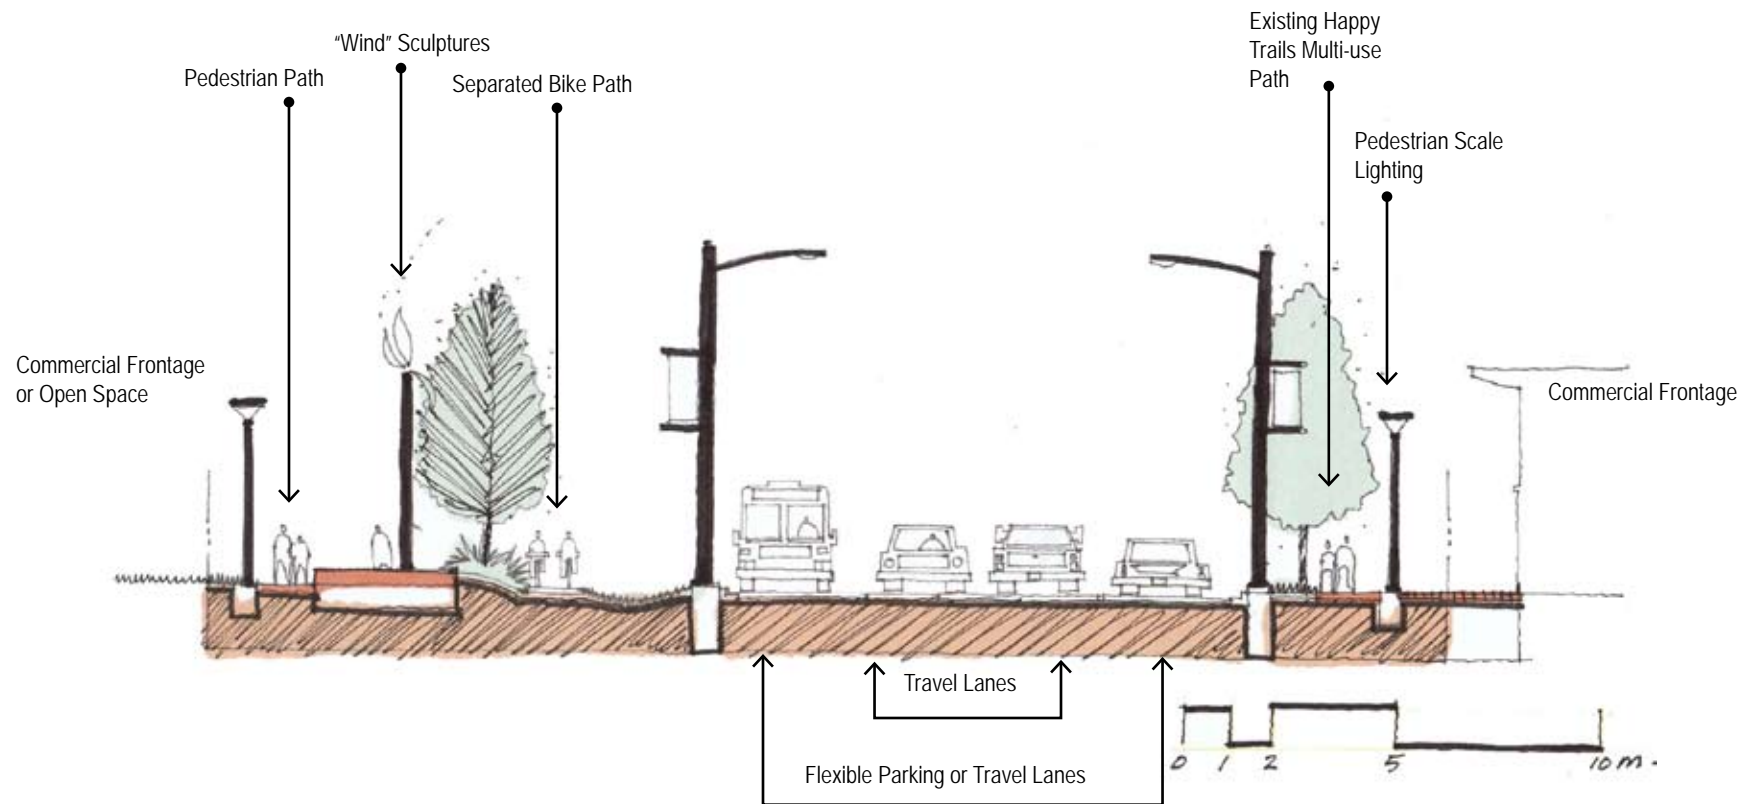 Existing Happy
Trails Multi-use
Path
“Wind” Sculptures
Pedestrian Path
Separated Bike Path
Pedestrian Scale
Lighting
Commercial Frontage
or Open Space
Commercial Frontage
Travel Lanes
Flexible Parking or Travel Lanes
0 1 2 5 10 m.